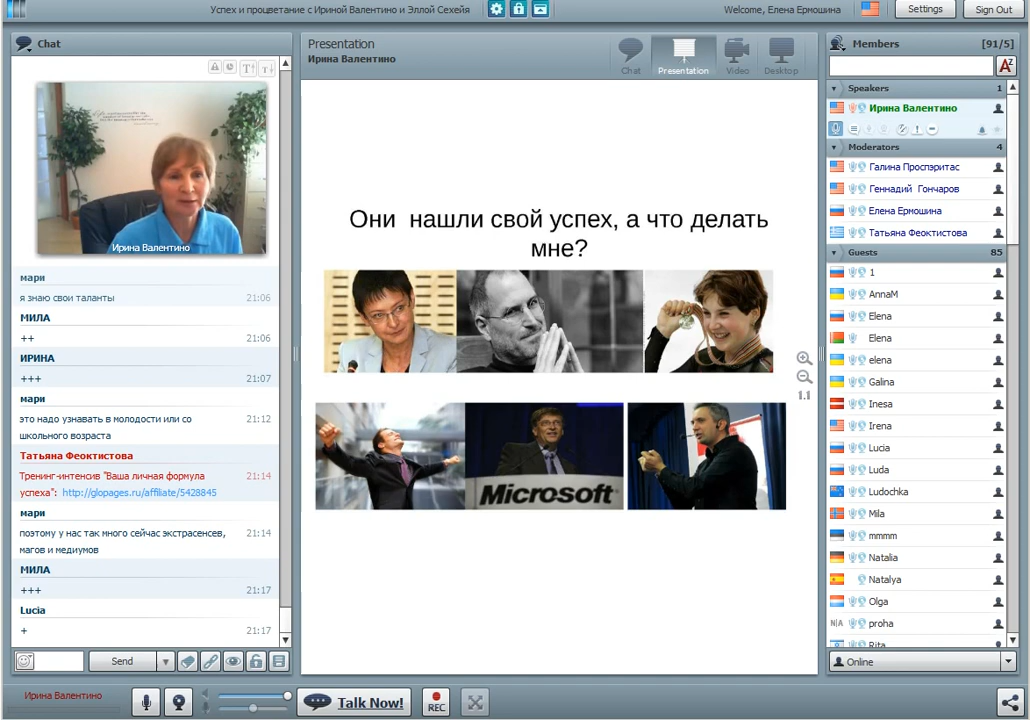 Успех и процветание с Ириной Валентино и Эллой Сехейя
Welcome, Елена Ермошина
Settings
Sign Out
Chat
Ирина Валентино
мари
я знаю свои таланты 21:06
МИЛА
++ 21:06
ИРИНА
+++ 21:07
мари
это надо узнавать в молодости или со 21:12
школьного возраста
Татьяна Феоктистова
Тренинг-интенсив "Ваша личная формула 21:14
успеха": http://glopages.ru/affiliate/5428845
мари
поэтому у нас так много сейчас экстрасенсев, 21:14
магов и медиумов
МИЛА
+++ 21:17
Lucia
+ 21:17
Send
Presentation
Ирина Валентино
Chat
Presentation
Video
Desktop
Они нашли свой успех, а что делать
мне?
Microsoft
1.1
Members [91/5]
AZ
Speakers 1
Ирина Валентино
Moderators 4
Галина Проспэритас
Геннадий Гончаров
Елена Ермошина
Татьяна Феоктистова
Guests 85
1
AnnaM
Elena
Elena
elena
Galina
Inesa
Irena
Lucia
Luda
Ludochka
Mila
mmmm
Natalia
Natalya
Olga
N/A proha
Rita
Online
Ирина Валентино
Talk Now!
REC